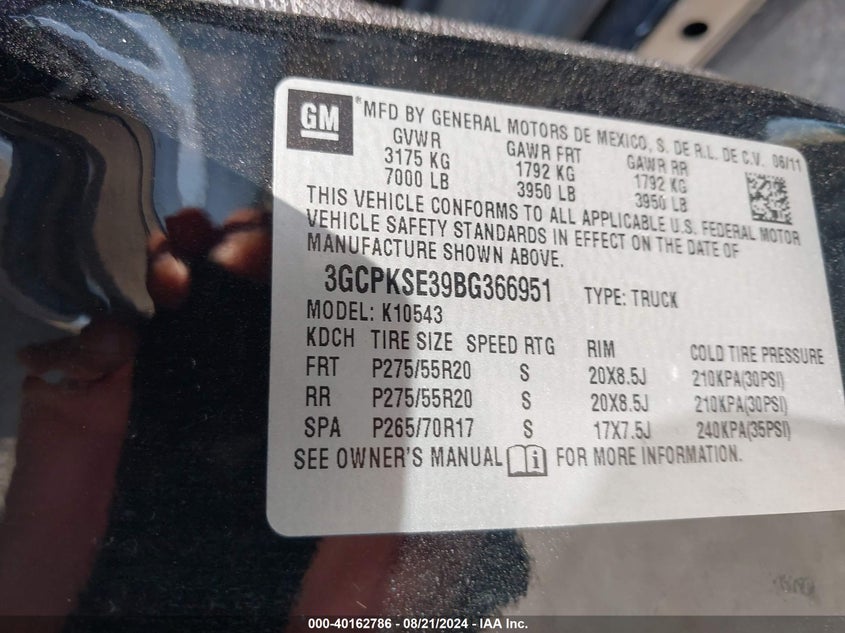 GM
MFD BY GENERAL MOTORS DE MEXICO, S. DE R.L. DE C.V. 06/11
GVWR GAWR FRT GAWR RR
3175 KG 1792 KG 1792 KG
7000 LB 3950 LB 3950 LB
THIS VEHICLE CONFORMS TO ALL APPLICABLE U.S. FEDERAL MOTOR
VEHICLE SAFETY STANDARDS IN EFFECT ON THE DATE OF
MANUFACTURE SHOWN ABOVE.
3GCPKSE39BG366951 TYPE: TRUCK
MODEL: K10543
KDCH TIRE SIZE SPEED RTG RIM COLD TIRE PRESSURE
FRT P275/55R20 S 20X8.5J 210KPA(30PSI)
RR P275/55R20 S 20X8.5J 210KPA(30PSI)
SPA P265/70R17 S 17X7.5J 240KPA(35PSI)
SEE OWNER'S MANUAL i FOR MORE INFORMATION.
000-40162786 - 08/21/2024 - IAA Inc.